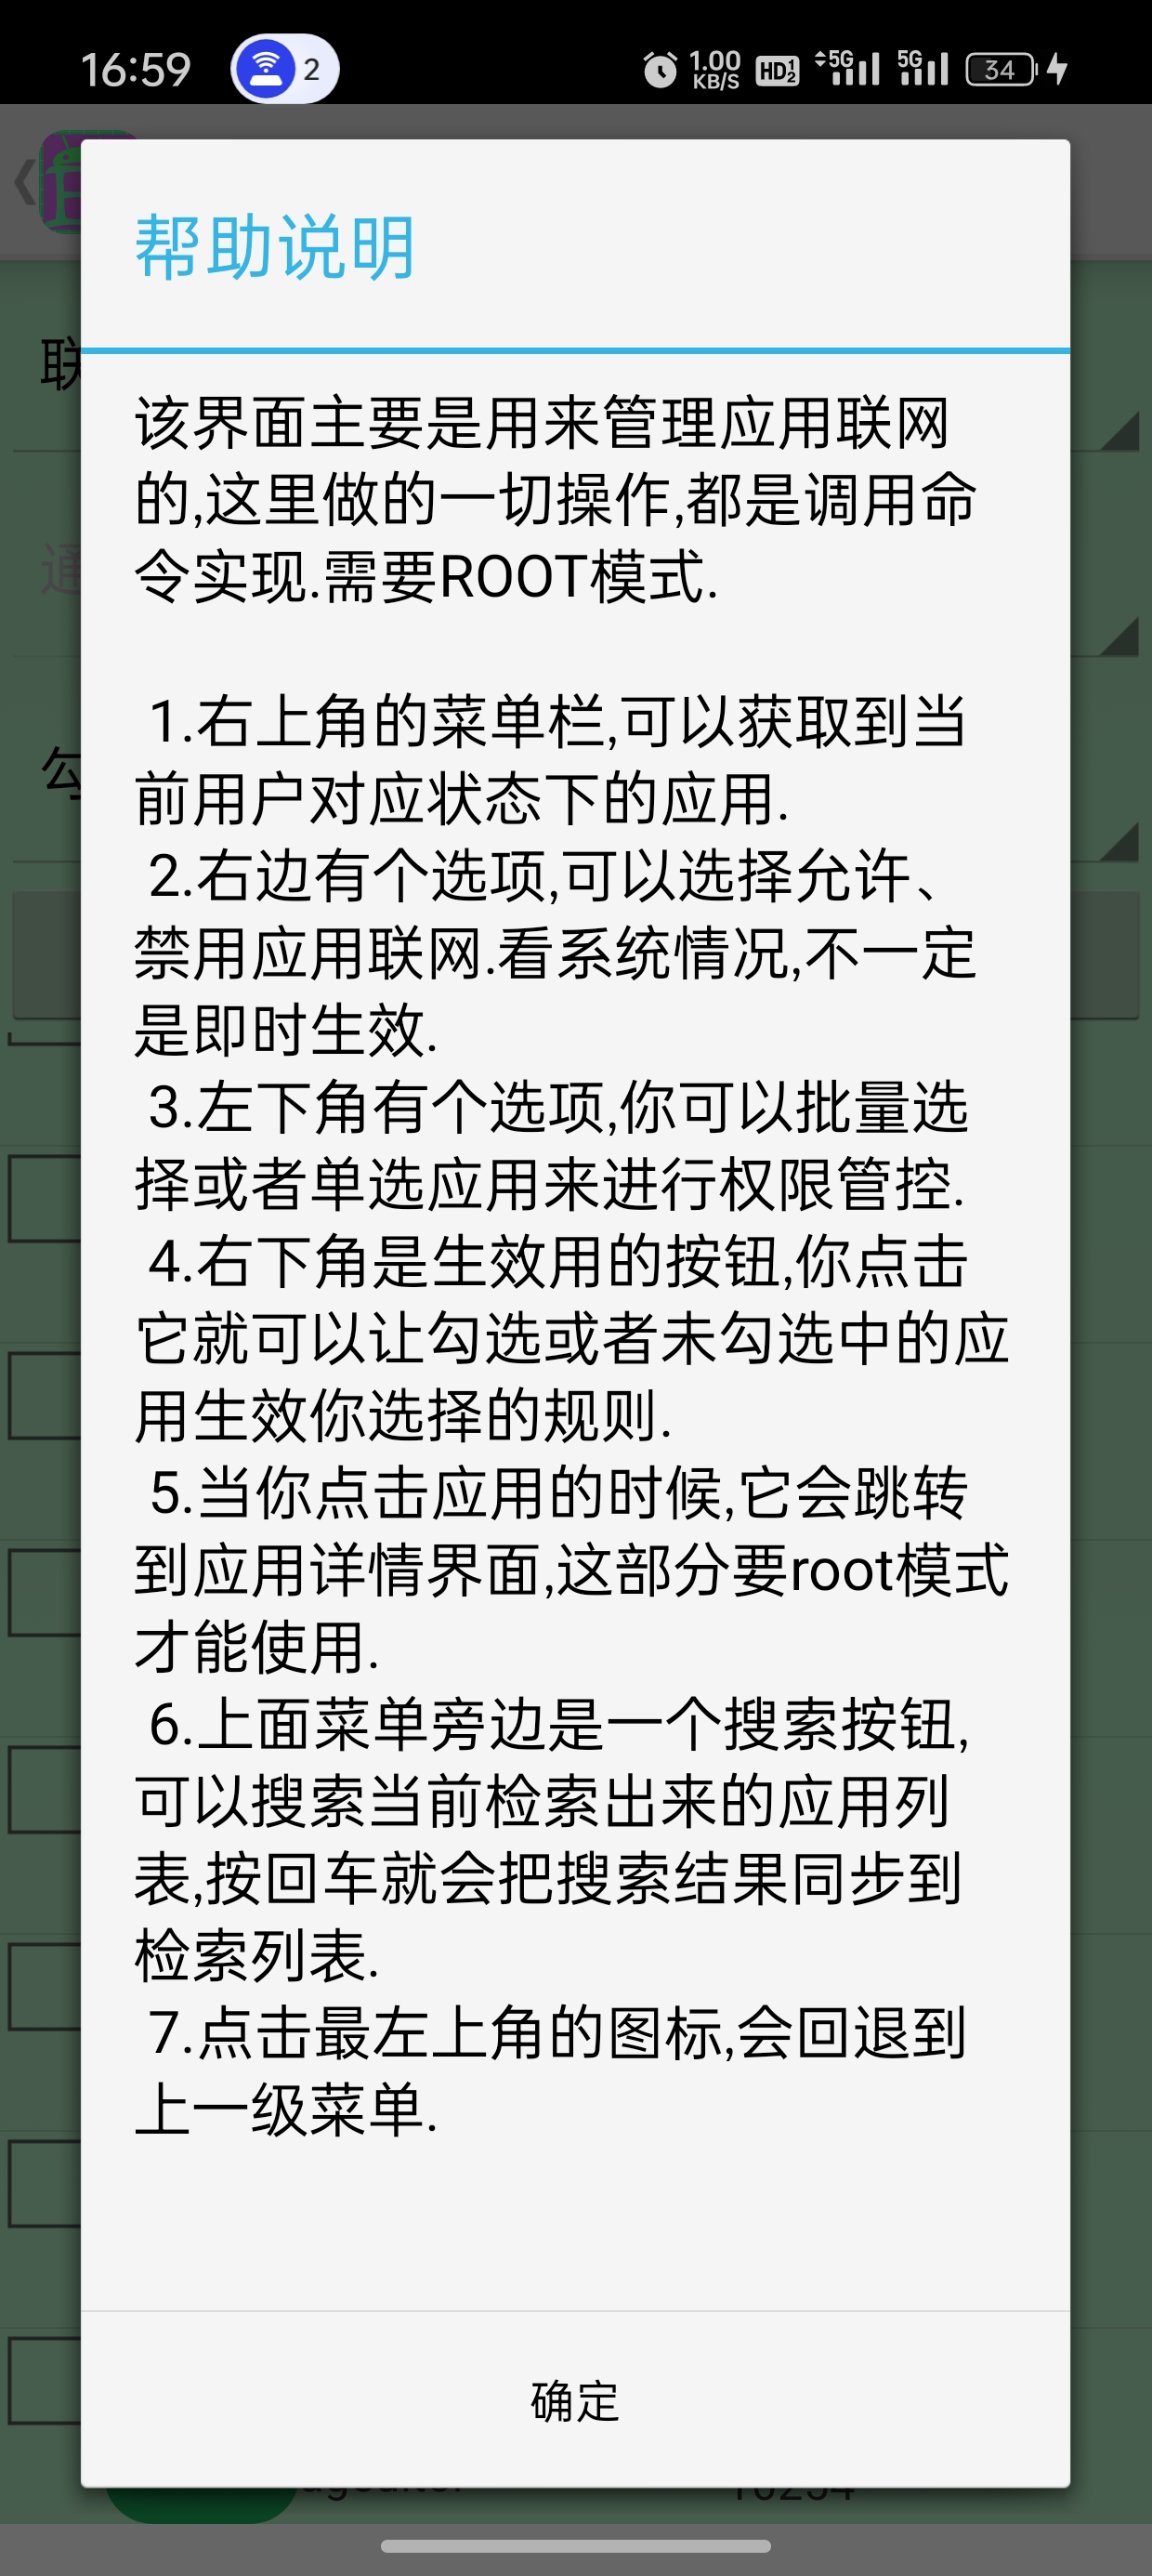 16:59
2
1.00
KB/S
HD 1 2
5G
5G
34
帮助说明
联
该界面主要是用来管理应用联网
的,这里做的一切操作,都是调用命
令实现.需要ROOT模式.
通
1.右上角的菜单栏,可以获取到当
前用户对应状态下的应用.
勾
2.右边有个选项,可以选择允许、
禁用应用联网.看系统情况,不一定
是即时生效.
3.左下角有个选项,你可以批量选
择或者单选应用来进行权限管控.
4.右下角是生效用的按钮,你点击
它就可以让勾选或者未勾选中的应
用生效你选择的规则.
5.当你点击应用的时候,它会跳转
到应用详情界面,这部分要root模式
才能使用.
6.上面菜单旁边是一个搜索按钮,
可以搜索当前检索出来的应用列
表,按回车就会把搜索结果同步到
检索列表.
7.点击最左上角的图标,会回退到
上一级菜单.
确定